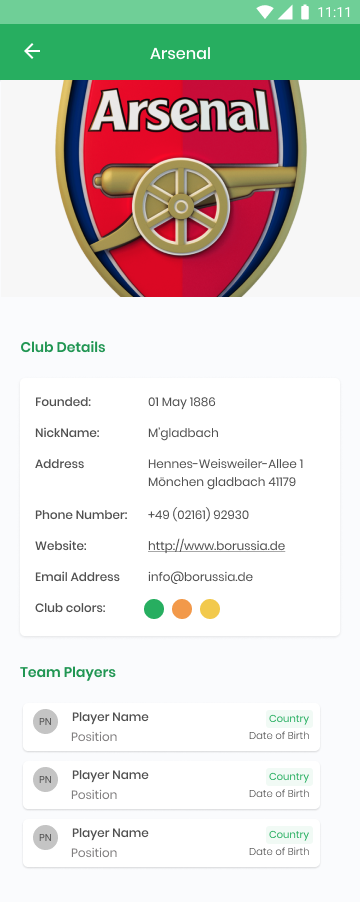 11:11
Arsenal
Arsenal
Club Details
Founded: 01 May 1886
NickName: M'gladbach
Address Hennes-Weisweiler-Allee 1
Mönchen gladbach 41179
Phone Number: +49 (02161) 92930
Website: http://www.borussia.de
Email Address info@borussia.de
Club colors:
Team Players
PN Player Name Country
Position Date of Birth
PN Player Name Country
Position Date of Birth
PN Player Name Country
Position Date of Birth